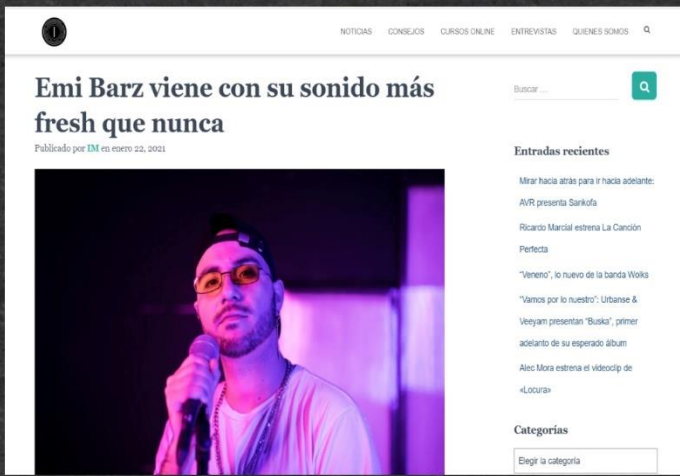 NOTICIAS CONSEJOS CURSOS ONLINE ENTREVISTAS QUIENES SOMOS
Emi Barz viene con su sonido más
fresh que nunca
Publicado por IM en enero 22, 2021
Buscar ...
Entradas recientes
Mirar hacia atrás para ir hacia adelante:
AVR presenta Sankofa
Ricardo Marcial estrena La Canción
Perfecta
"Veneno", lo nuevo de la banda Wolks
"Vamos por lo nuestro": Urbanse &
Veeyam presentan "Buska", primer
adelanto de su esperado álbum
Alec Mora estrena el videoclip de
«Locura»
Categorías
Elegir la categoría